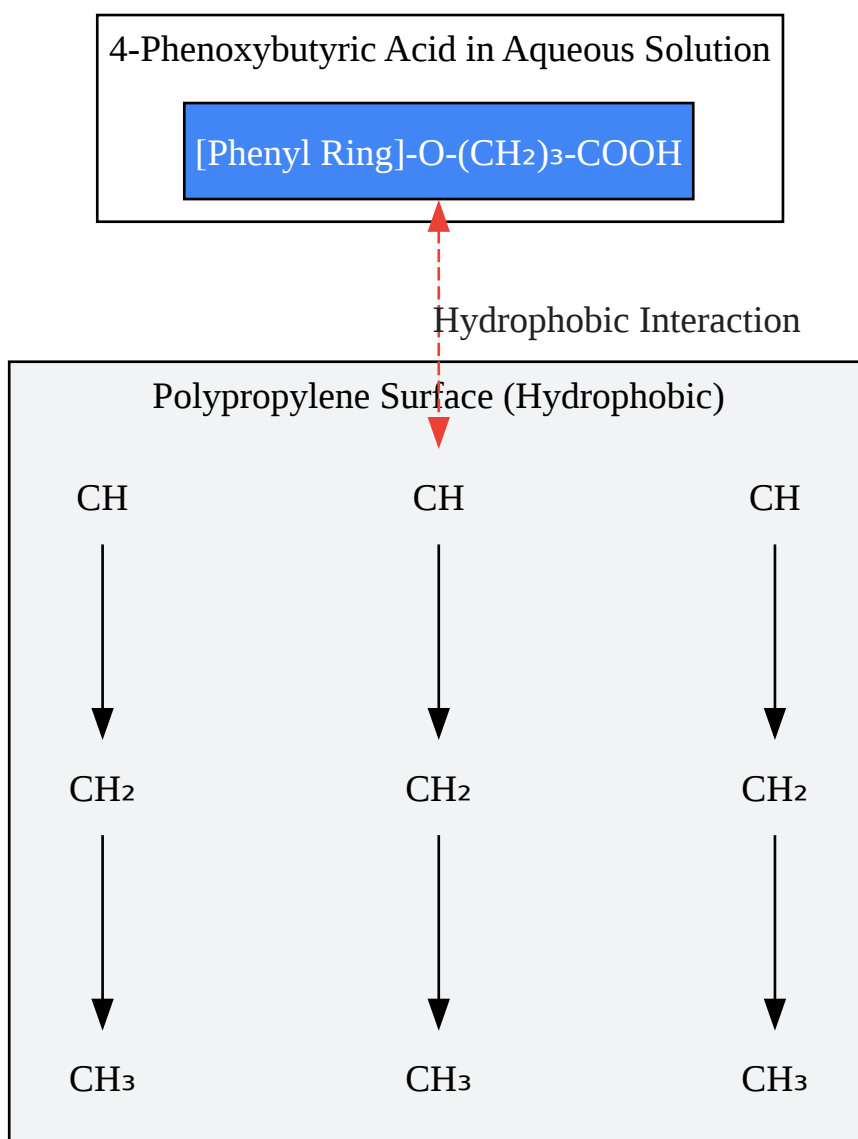 4-Phenoxybutyric Acid in Aqueous Solution
[Phenyl Ring]-O-(CH₂)₃-COOH
Hydrophobic Interaction
Polypropylene Surface (Hydrophobic)
CH CH CH
CH₂ CH₂ CH₂
CH₃ CH₃ CH₃